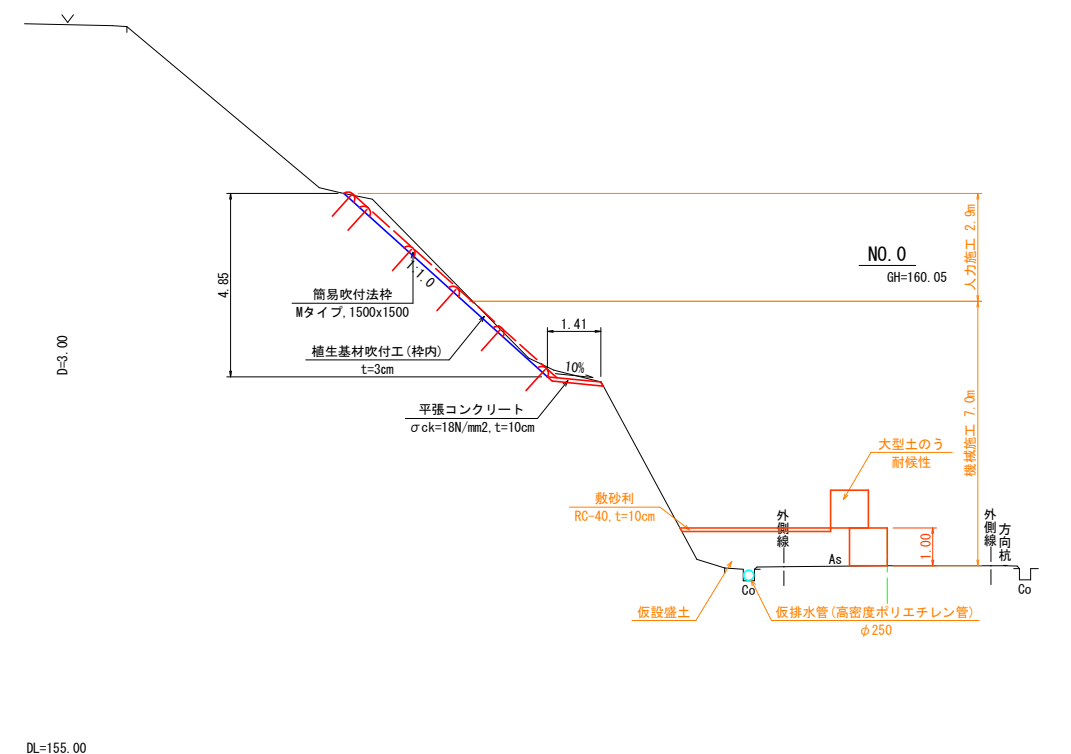 人力施工 2.9m
NO.0
GH=160.05
4.85
1:1.0
簡易吹付法枠
Mタイプ,1500x1500
1.41
D=3.00
植生基材吹付工(枠内)
t=3cm
10%
平張コンクリート
σck=18N/mm2,t=10cm
機械施工 7.0m
大型土のう
耐候性
敷砂利
RC-40,t=10cm
外側線
外側線
方向杭
1.00
As
Co
Co
仮設盛土
仮排水管(高密度ポリエチレン管)
φ250
DL=155.00